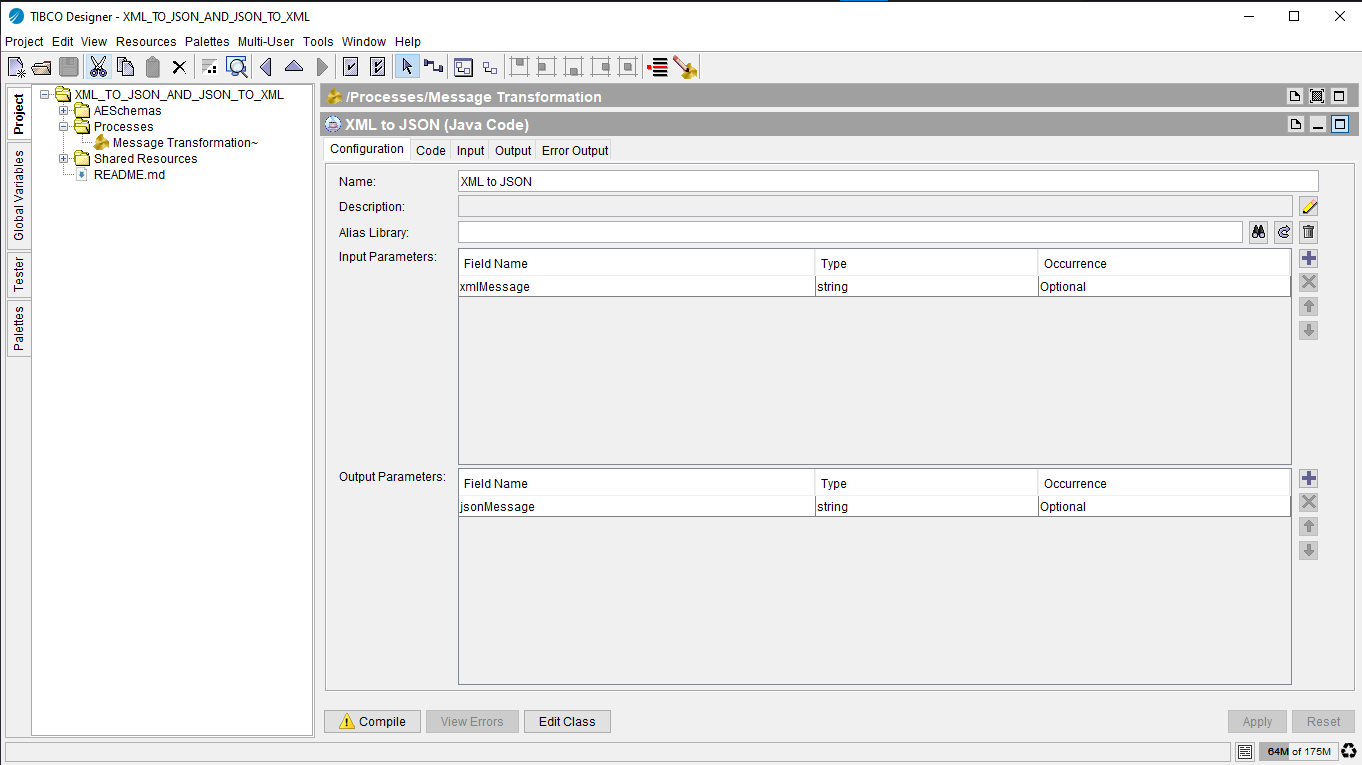 TIBCO Designer - XML_TO_JSON_AND_JSON_TO_XML
Project Edit View Resources Palettes Multi-User Tools Window Help
Project
Global Variables
Tester
Palettes
XML_TO_JSON_AND_JSON_TO_XML
AESchemas
Processes
Message Transformation~
Shared Resources
README.md
/Processes/Message Transformation
XML to JSON (Java Code)
Configuration Code Input Output Error Output
Name: XML to JSON
Description:
Alias Library:
Input Parameters:
Field Name Type Occurrence
xmlMessage string Optional
Output Parameters:
Field Name Type Occurrence
jsonMessage string Optional
Compile View Errors Edit Class Apply Reset
64M of 175M